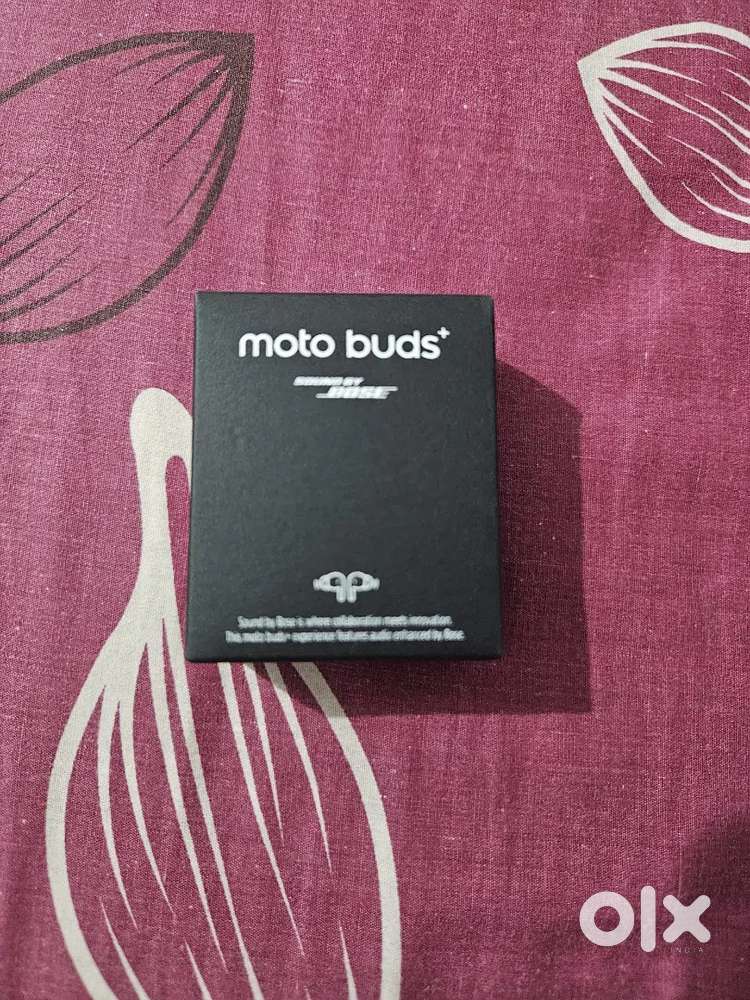 moto buds+
SOUND BY
BOSE
Sound by Bose is where collaboration meets innovation.
This moto buds+ experience features audio enhanced by Bose.
olx
INDIA